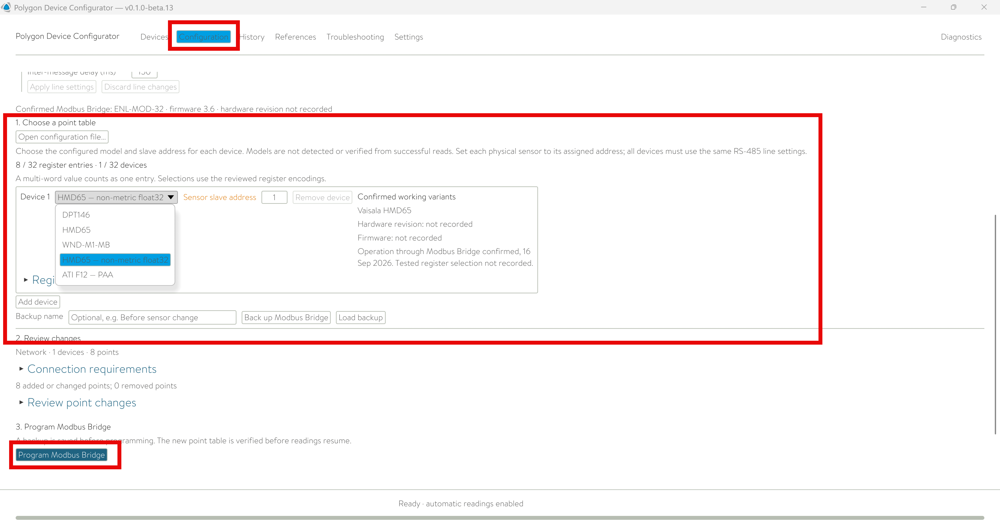 Polygon Device Configurator — v0.1.0-beta.13
Polygon Device Configurator Devices Configuration History References Troubleshooting Settings Diagnostics
Inter-message delay (ms) 150
Apply line settings Discard line changes
Confirmed Modbus Bridge: ENL-MOD-32 · firmware 3.6 · hardware revision not recorded
1. Choose a point table
Open configuration file...
Choose the configured model and slave address for each device. Models are not detected or verified from successful reads. Set each physical sensor to its assigned address; all devices must use the same RS-485 line settings.
8 / 32 register entries · 1 / 32 devices
A multi-word value counts as one entry. Selections use the reviewed register encodings.
Device 1 HMD65 — non-metric float32 Sensor slave address 1 Remove device Confirmed working variants
DPT146
HMD65
WND-M1-MB
HMD65 — non-metric float32
ATI F12 — PAA
Vaisala HMD65
Hardware revision: not recorded
Firmware: not recorded
Operation through Modbus Bridge confirmed, 16
Sep 2026. Tested register selection not recorded.
Regi
Add device
Backup name Optional, e.g. Before sensor change Back up Modbus Bridge Load backup
2. Review changes
Network · 1 devices · 8 points
Connection requirements
8 added or changed points; 0 removed points
Review point changes
3. Program Modbus Bridge
A backup is saved before programming. The new point table is verified before readings resume.
Program Modbus Bridge
Ready · automatic readings enabled